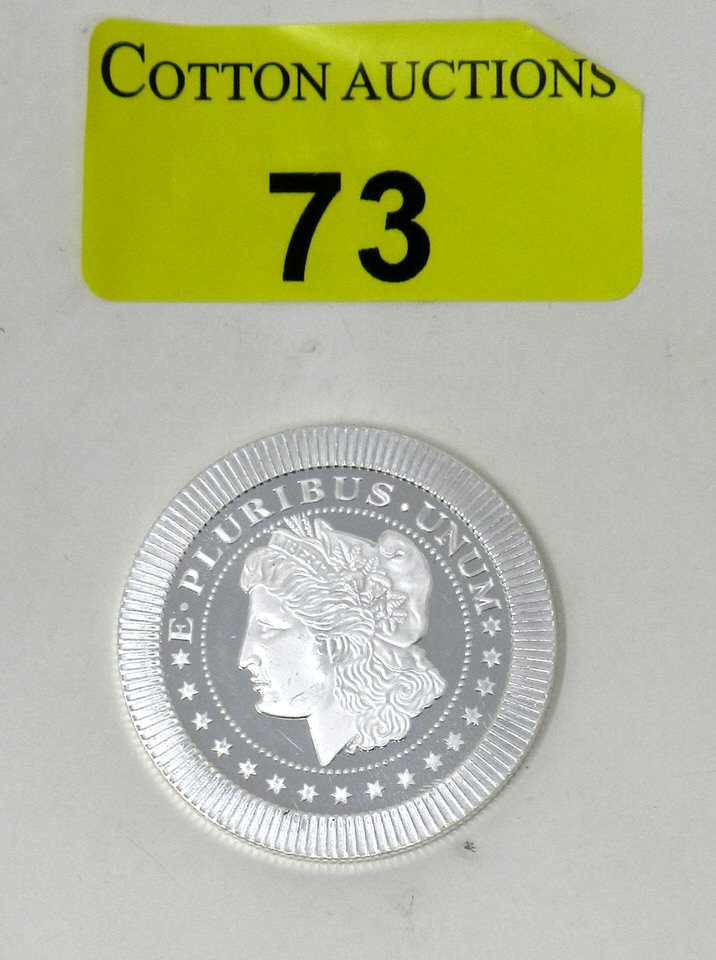 COTTON AUCTIONS
73
E · PLURIBUS · UNUM